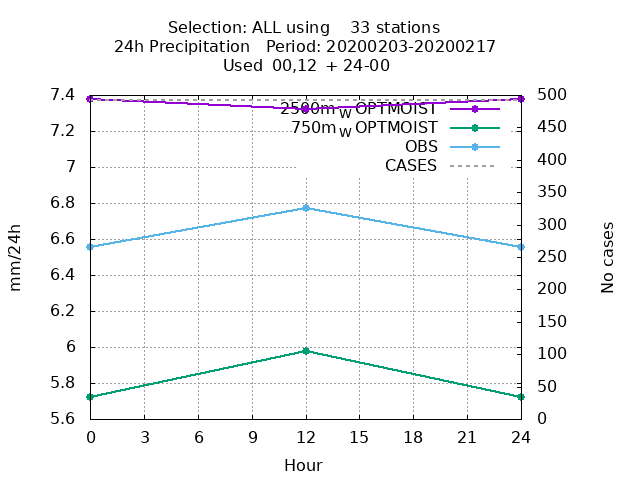 Selection: ALL using 33 stations
24h Precipitation Period: 20200203-20200217
Used 00,12 + 24-00
2500m_W OPTMOIST
750m_W OPTMOIST
OBS
CASES
mm/24h
7.4
7.2
7
6.8
6.6
6.4
6.2
6
5.8
5.6
500
450
400
350
300
250
200
150
100
50
0
No cases
0 3 6 9 12 15 18 21 24
Hour